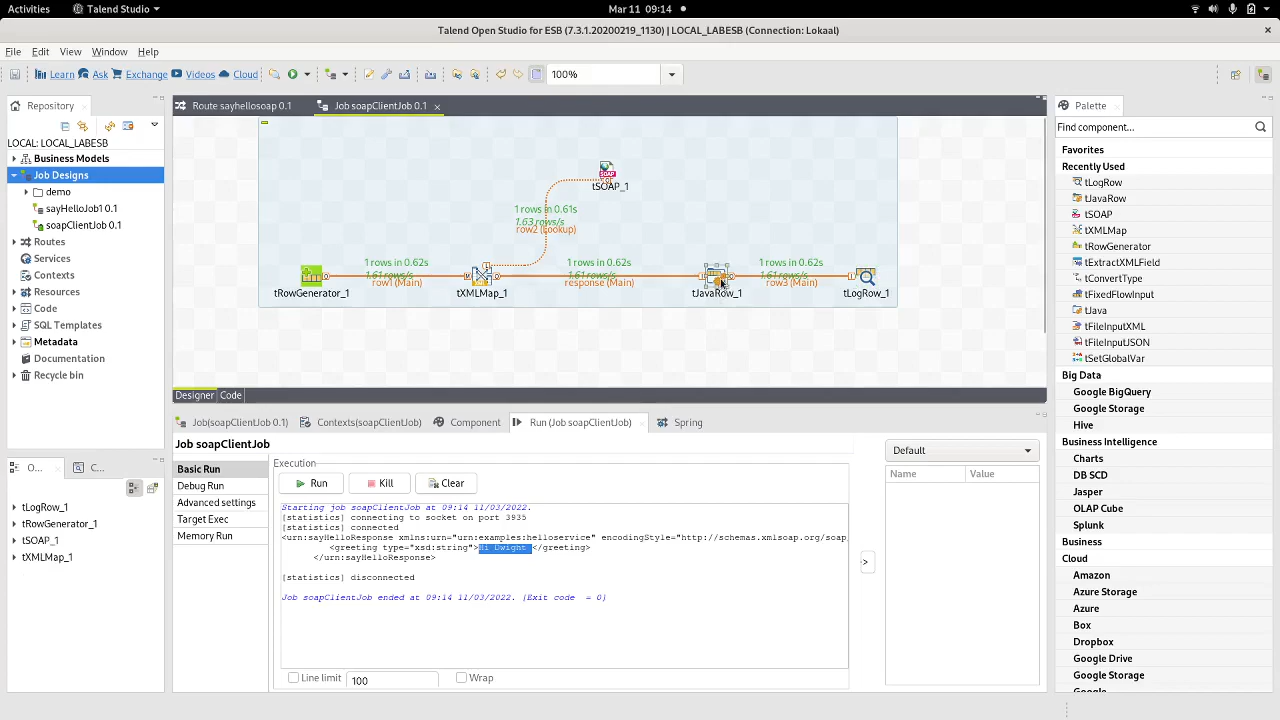 Activities
Talend Studio
Mar 11 09:14
Talend Open Studio for ESB (7.3.1.20200219_1130) | LOCAL_LABESB (Connection: Lokaal)
File Edit View Window Help
Learn Ask Exchange Videos Cloud 100%
Repository
LOCAL: LOCAL_LABESB
Business Models
Job Designs
demo
sayHelloJob1 0.1
soapClientJob 0.1
Routes
Services
Contexts
Resources
Code
Metadata
Documentation
Recycle bin
O...
C...
tLogRow_1
tRowGenerator_1
tSOAP_1
tXMLMap_1
Route sayhellosoap 0.1
Job soapClientJob 0.1
tSOAP_1
1 rows in 0.61s
1.63 rows/s
row2 (Lookup)
1 rows in 0.62s
1.61 rows/s
row1 (Main)
1 rows in 0.62s
1.61 rows/s
response (Main)
1 rows in 0.62s
1.61 rows/s
row3 (Main)
tRowGenerator_1
tXMLMap_1
tJavaRow_1
tLogRow_1
Designer Code
Job(soapClientJob 0.1)
Contexts(soapClientJob)
Component
Run (Job soapClientJob)
Spring
Job soapClientJob
Basic Run
Debug Run
Advanced settings
Target Exec
Memory Run
Execution
Run
Kill
Clear
Starting job soapClientJob at 09:14 11/03/2022.
[statistics] connecting to socket on port 3935
[statistics] connected
<urn:sayHelloResponse xmlns:urn="urn:examples:helloservice" encodingStyle="http://schemas.xmlsoap.org/soap
<greeting type="xsd:string">Hi Dwight </greeting>
</urn:sayHelloResponse>
[statistics] disconnected
Job soapClientJob ended at 09:14 11/03/2022. [Exit code  = 0]
Line limit 100 Wrap
>
Default
Name Value
Palette
Find component...
Favorites
Recently Used
tLogRow
tJavaRow
tSOAP
tXMLMap
tRowGenerator
tExtractXMLField
tConvertType
tFixedFlowInput
tJava
tFileInputXML
tFileInputJSON
tSetGlobalVar
Big Data
Google BigQuery
Google Storage
Hive
Business Intelligence
Charts
DB SCD
Jasper
OLAP Cube
Splunk
Cloud
Amazon
Azure Storage
Azure
Box
Dropbox
Google Drive
Google Storage